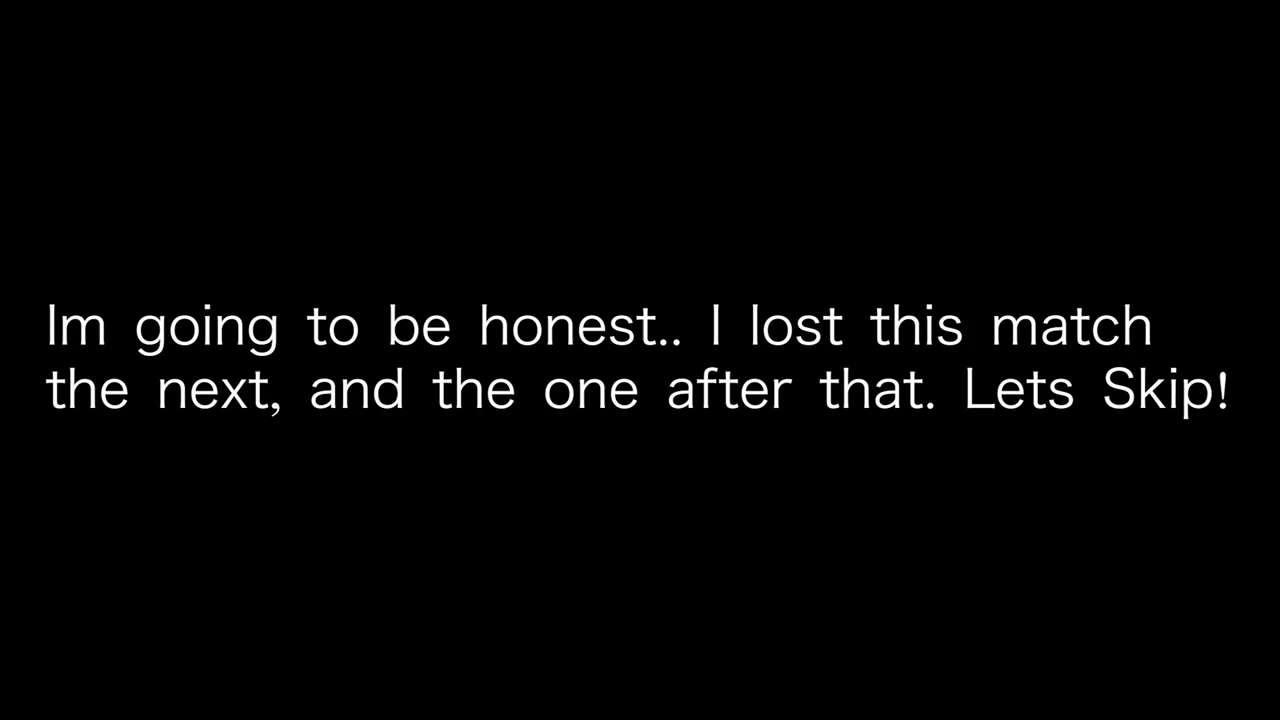 Im going to be honest.. I lost this match
the next, and the one after that. Lets Skip!